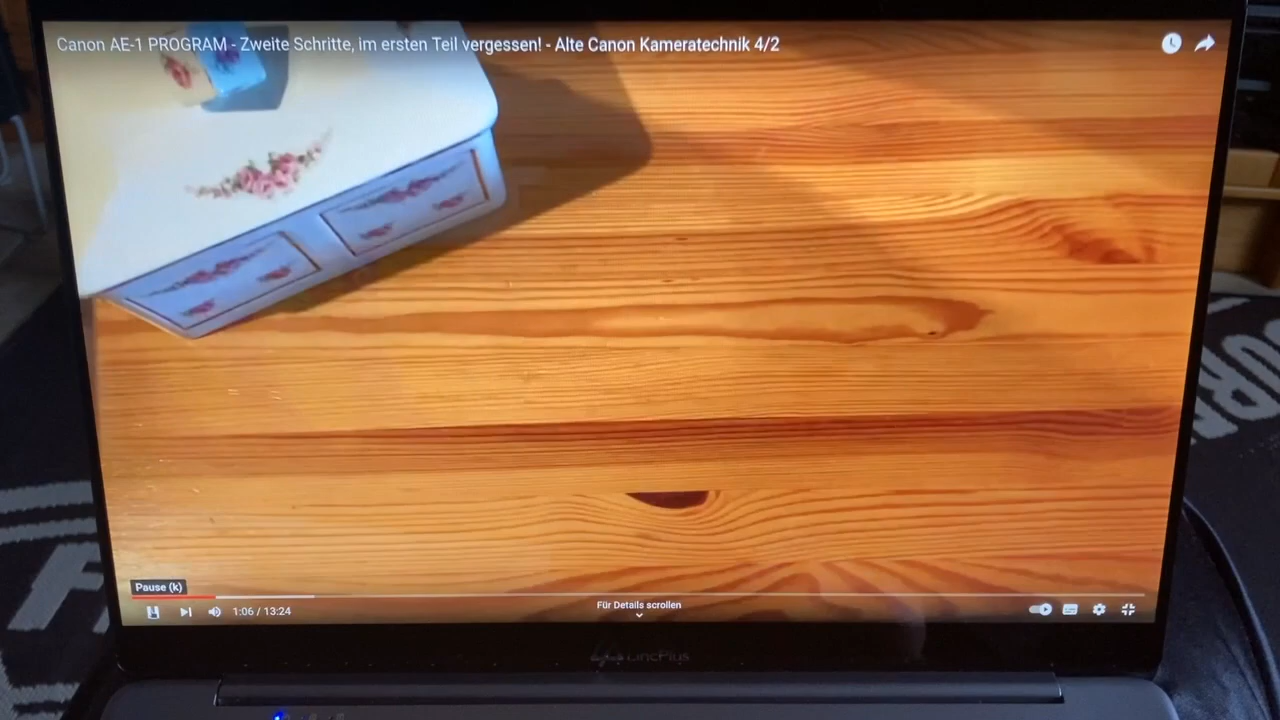 Canon AE-1 PROGRAM - Zweite Schritte, im ersten Teil vergessen! - Alte Canon Kameratechnik 4/2
Pause (k)
1:06 / 13:24
Für Details scrollen
LincPlus